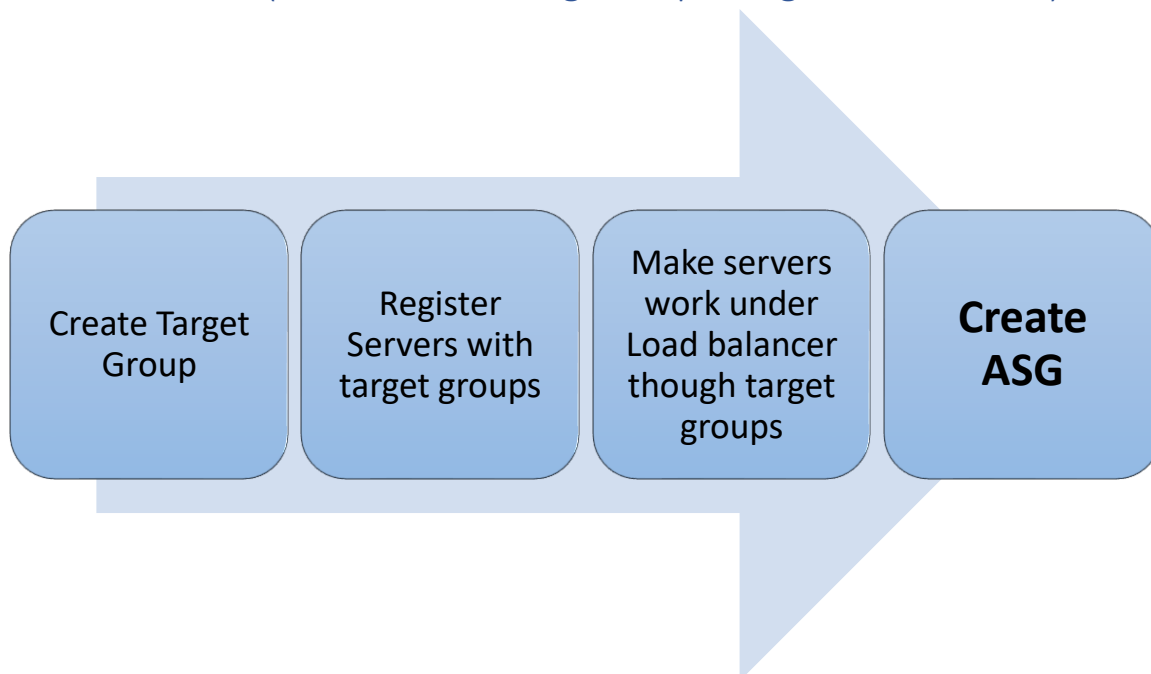 Create Target
Group
Register
Servers with
target groups
Make servers
work under
Load balancer
though target
groups
Create
ASG